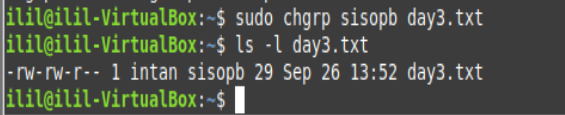 ilil@ilil-VirtualBox:~$ sudo chgrp sisopb day3.txt
ilil@ilil-VirtualBox:~$ ls -l day3.txt
-rw-rw-r-- 1 intan sisopb 29 Sep 26 13:52 day3.txt
ilil@ilil-VirtualBox:~$